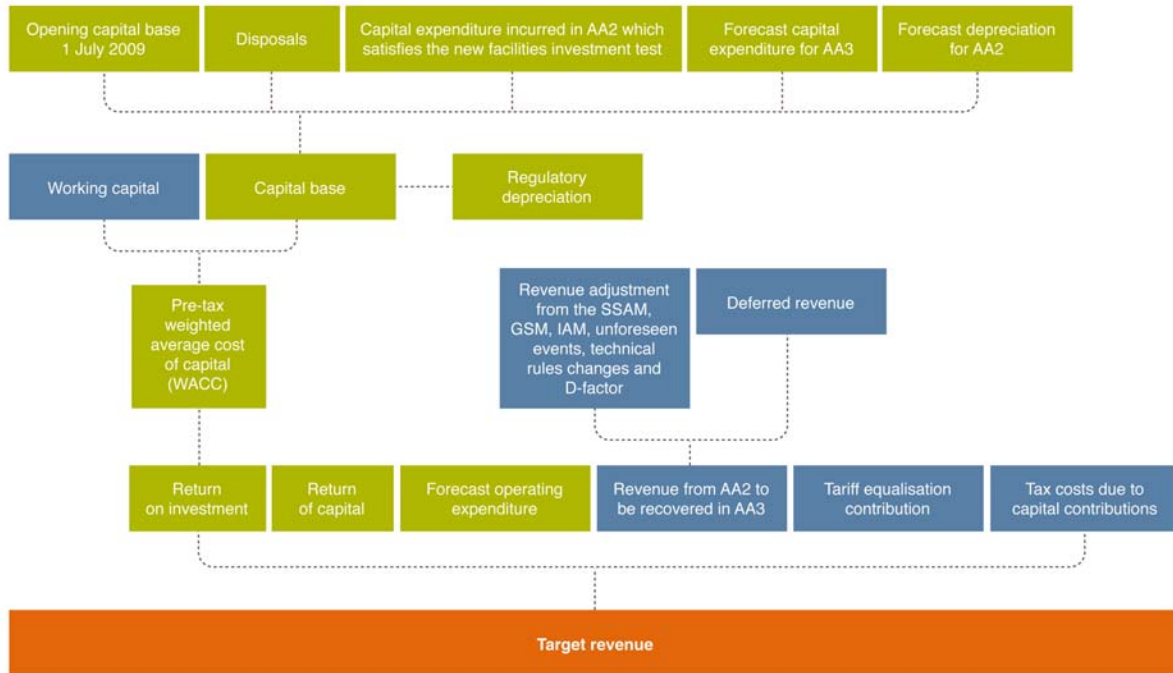 Opening capital base
1 July 2009
Disposals
Capital expenditure incurred in AA2 which
satisfies the new facilities investment test
Forecast capital
expenditure for AA3
Forecast depreciation
for AA2
Working capital
Capital base
Regulatory
depreciation
Pre-tax
weighted
average cost
of capital
(WACC)
Revenue adjustment
from the SSAM,
GSM, IAM, unforeseen
events, technical
rules changes and
D-factor
Deferred revenue
Return
on investment
Return
of capital
Forecast operating
expenditure
Revenue from AA2 to
be recovered in AA3
Tariff equalisation
contribution
Tax costs due to
capital contributions
Target revenue